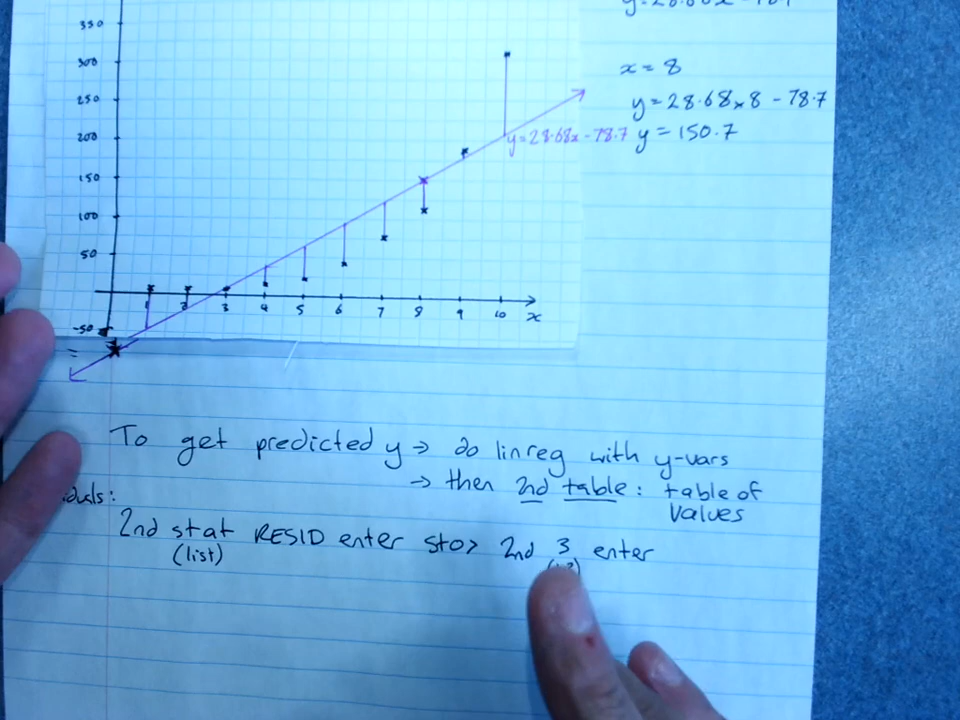 350
300
250
200
150
100
50
-50
1 2 3 4 5 6 7 8 9 10 x
y=28.68x-78.7
x = 8
y = 28.68 x 8 - 78.7
y = 150.7
=
To get predicted y → do linreg with y-vars
→ then 2nd table : table of
values
2nd stat RESID enter sto> 2nd 3 enter
(list)